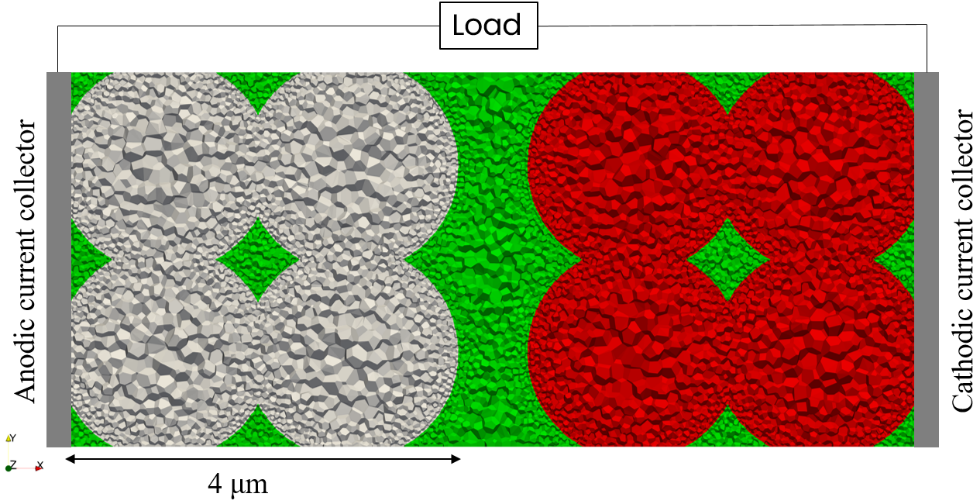 Load
Anodic current collector
Cathodic current collector
Y
Z X
4 μm